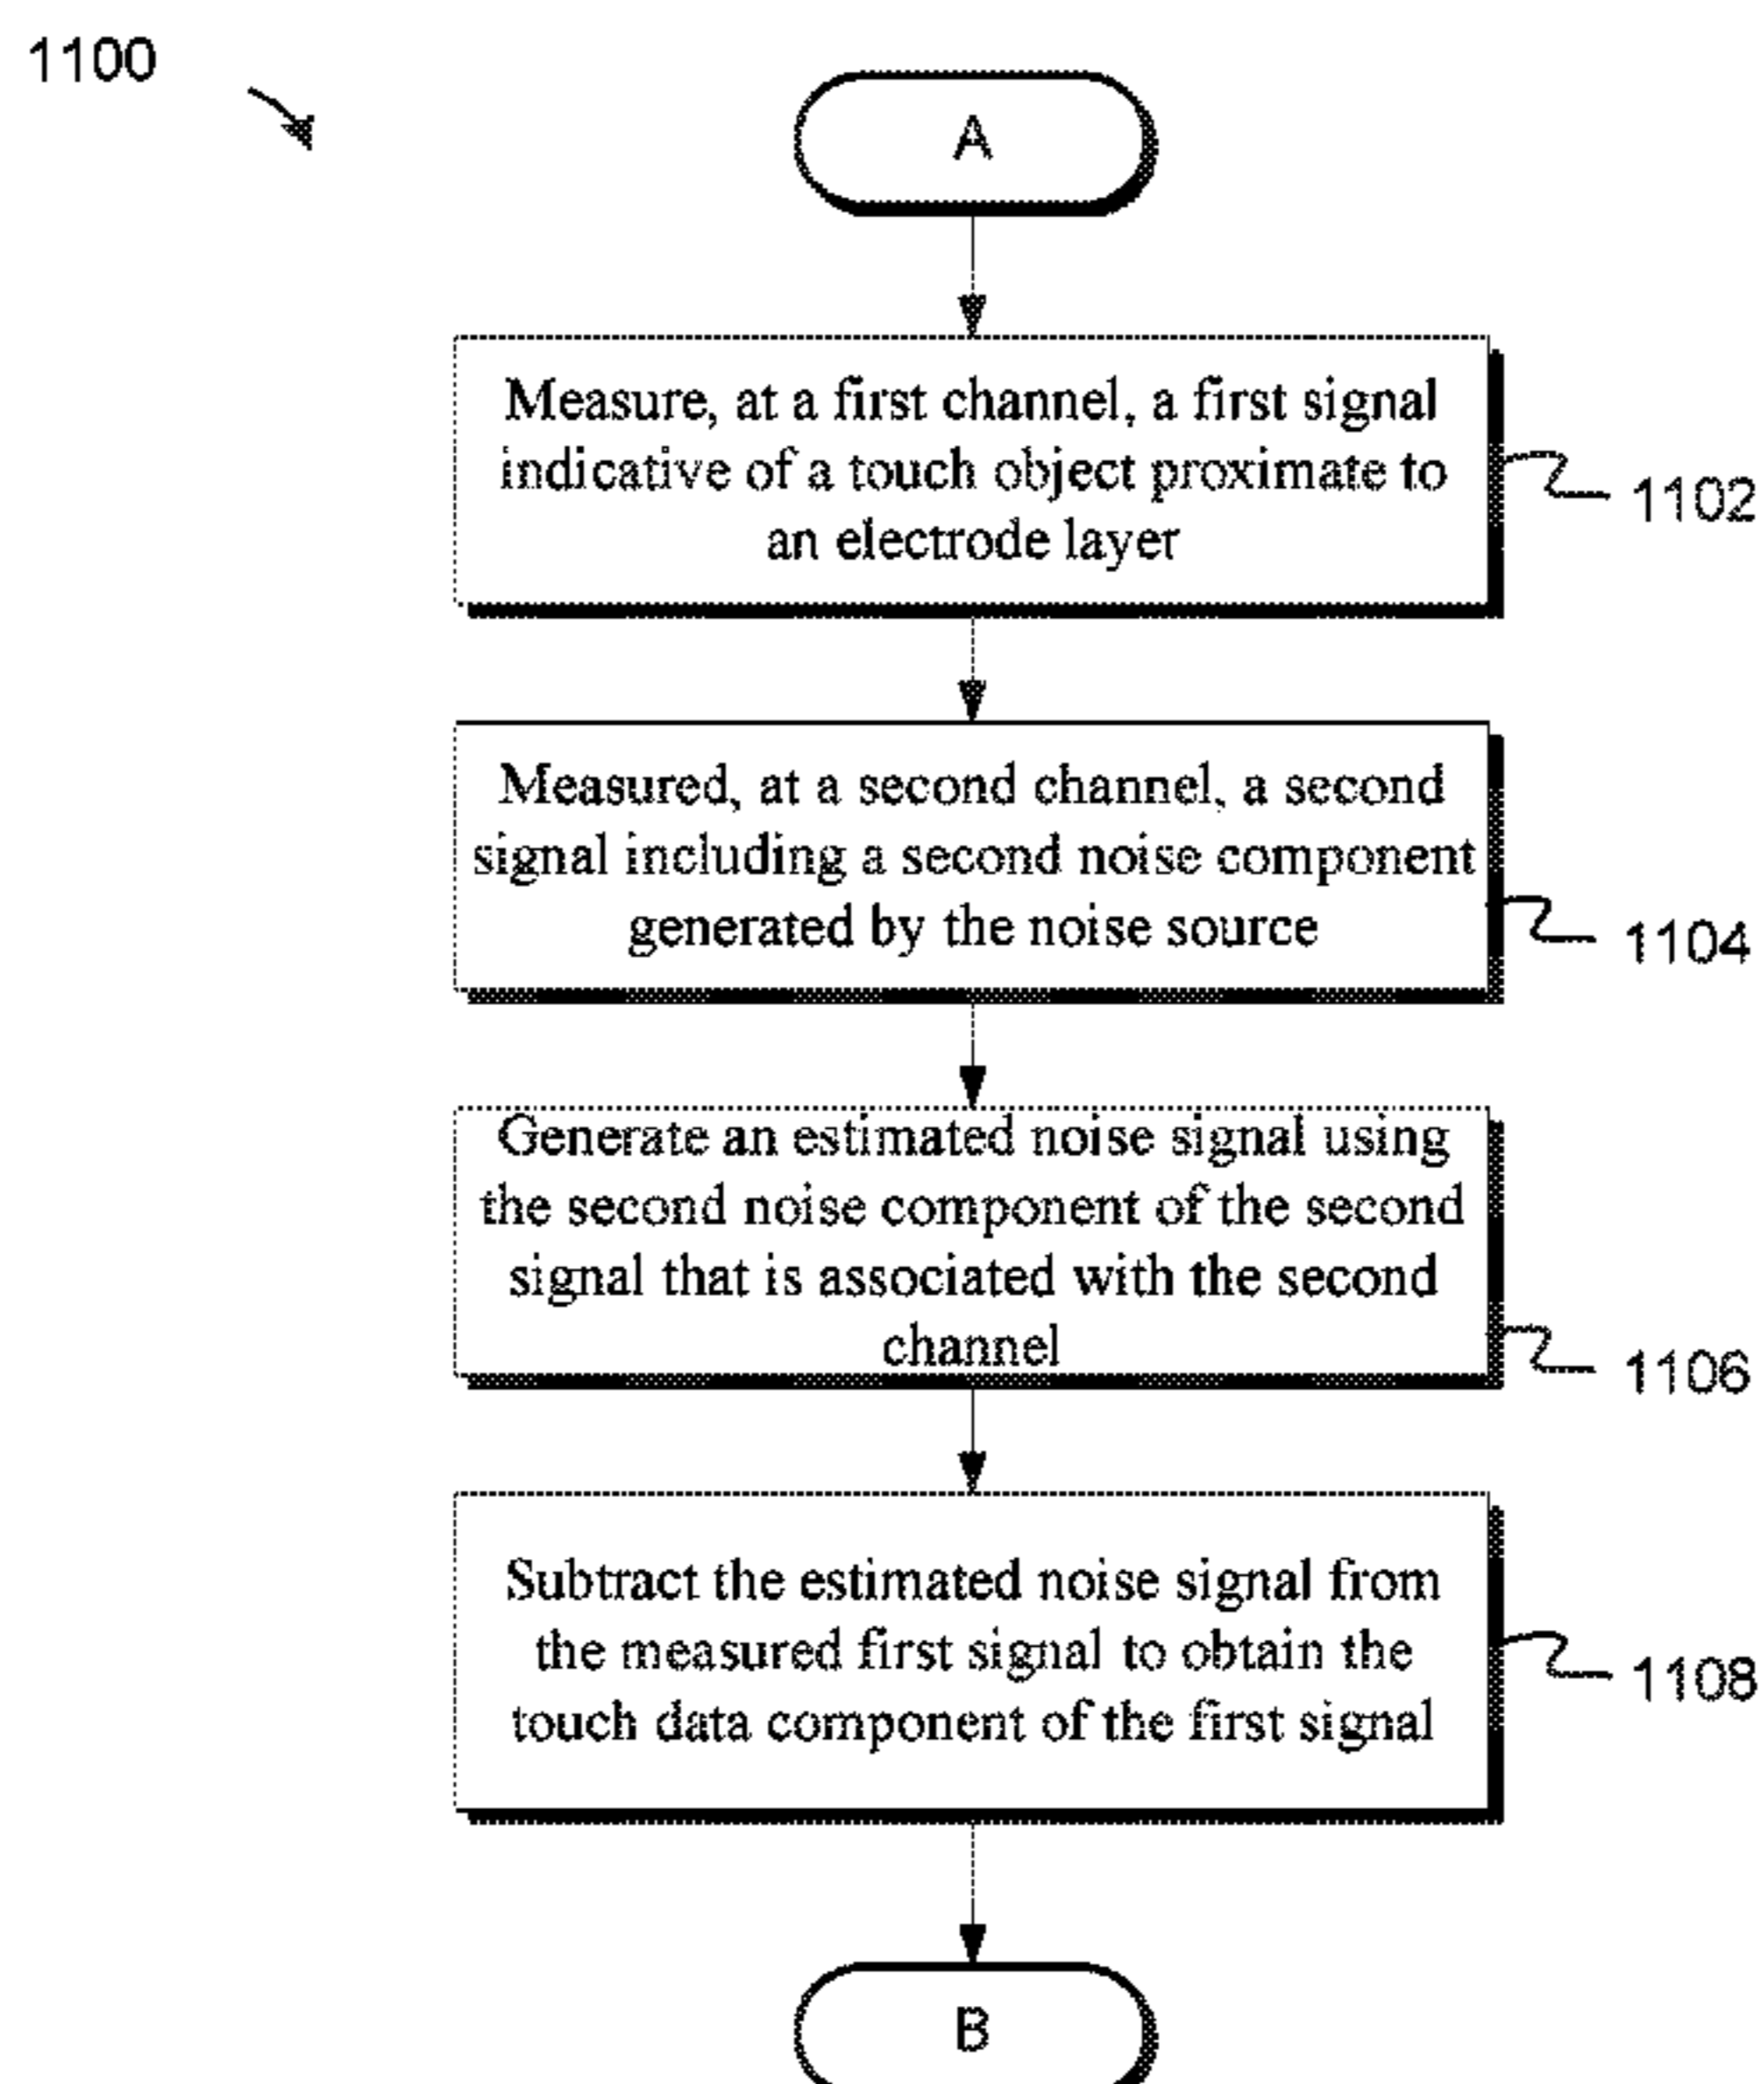 1100
A
Measure, at a first channel, a first signal
indicative of a touch object proximate to
an electrode layer
1102
Measured, at a second channel, a second
signal including a second noise component
generated by the noise source
1104
Generate an estimated noise signal using
the second noise component of the second
signal that is associated with the second
channel
1106
Subtract the estimated noise signal from
the measured first signal to obtain the
touch data component of the first signal
1108
B